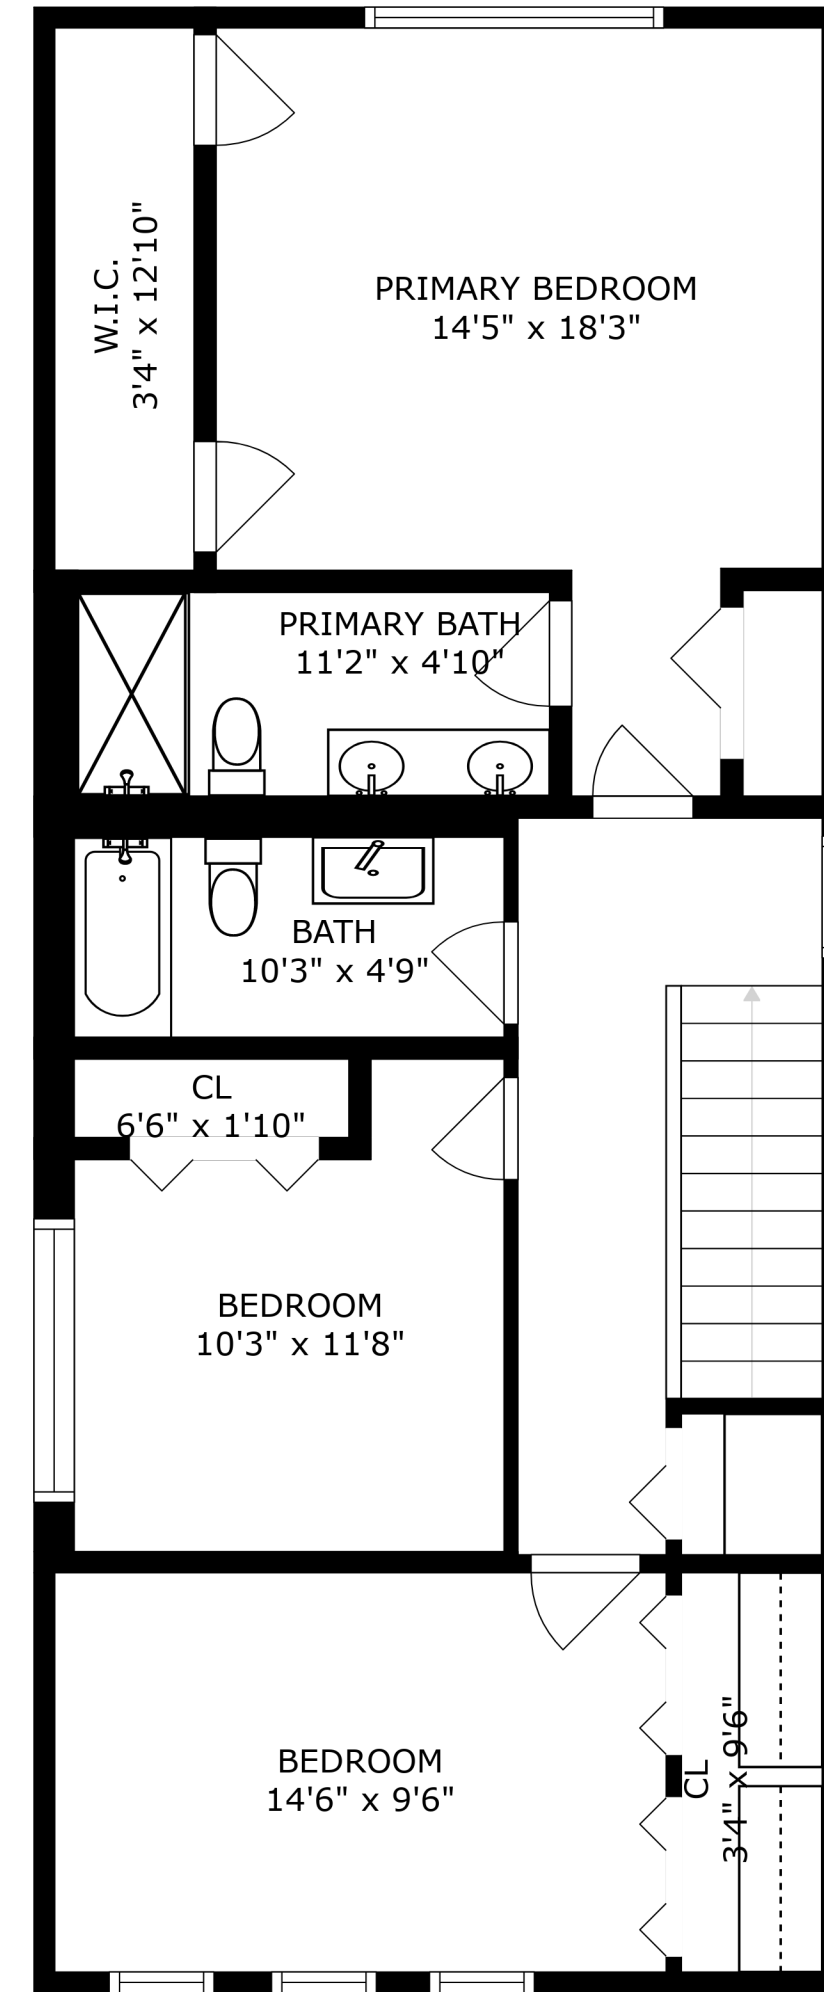 W.I.C.
3'4" x 12'10"
PRIMARY BEDROOM
14'5" x 18'3"
PRIMARY BATH
11'2" x 4'10"
BATH
10'3" x 4'9"
CL
6'6" x 1'10"
BEDROOM
10'3" x 11'8"
BEDROOM
14'6" x 9'6"
CL
3'4" x 9'6"